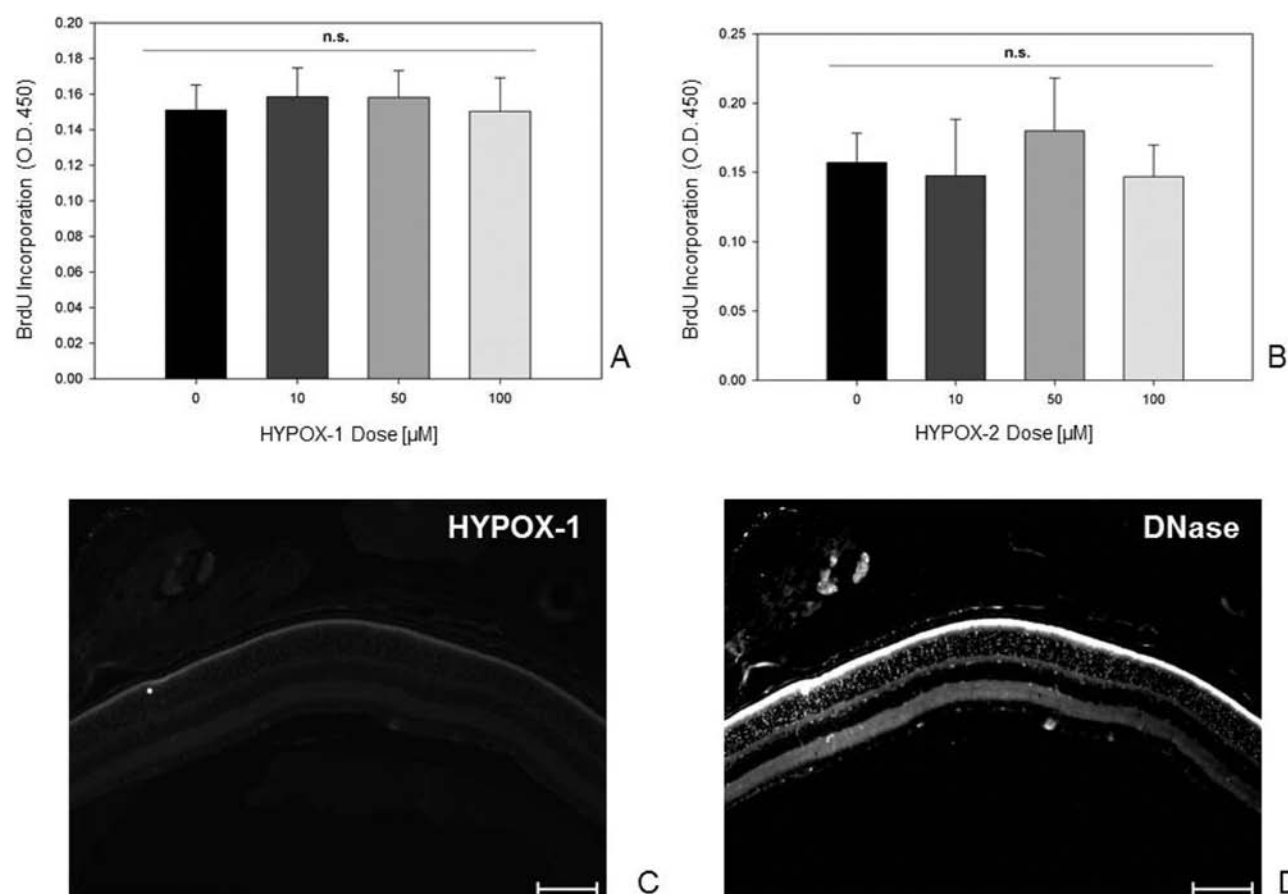 n.s.
0.20
0.18
0.16
0.14
0.12
0.10
0.08
0.06
0.04
0.02
0.00
BrdU Incorporation (O.D. 450)
0
10
50
100
HYPOX-1 Dose [µM]
A
n.s.
0.25
0.20
0.15
0.10
0.05
0.00
BrdU Incorporation (O.D. 450)
0
10
50
100
HYPOX-2 Dose [µM]
B
HYPOX-1
C
DNase